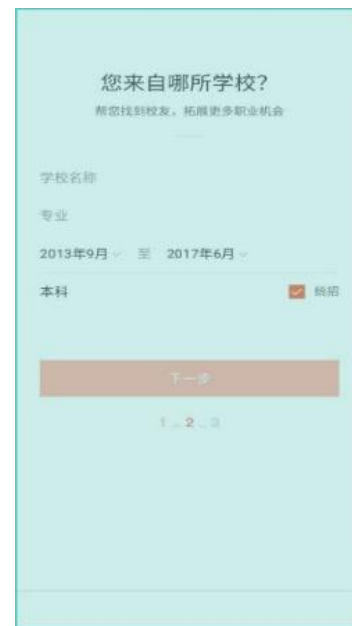 您来自哪所学校?
帮您找到校友，拓展更多职业机会
学校名称
专业
2013年9月 至 2017年6月
本科 统招
下一步
1 ... 2 ... 3